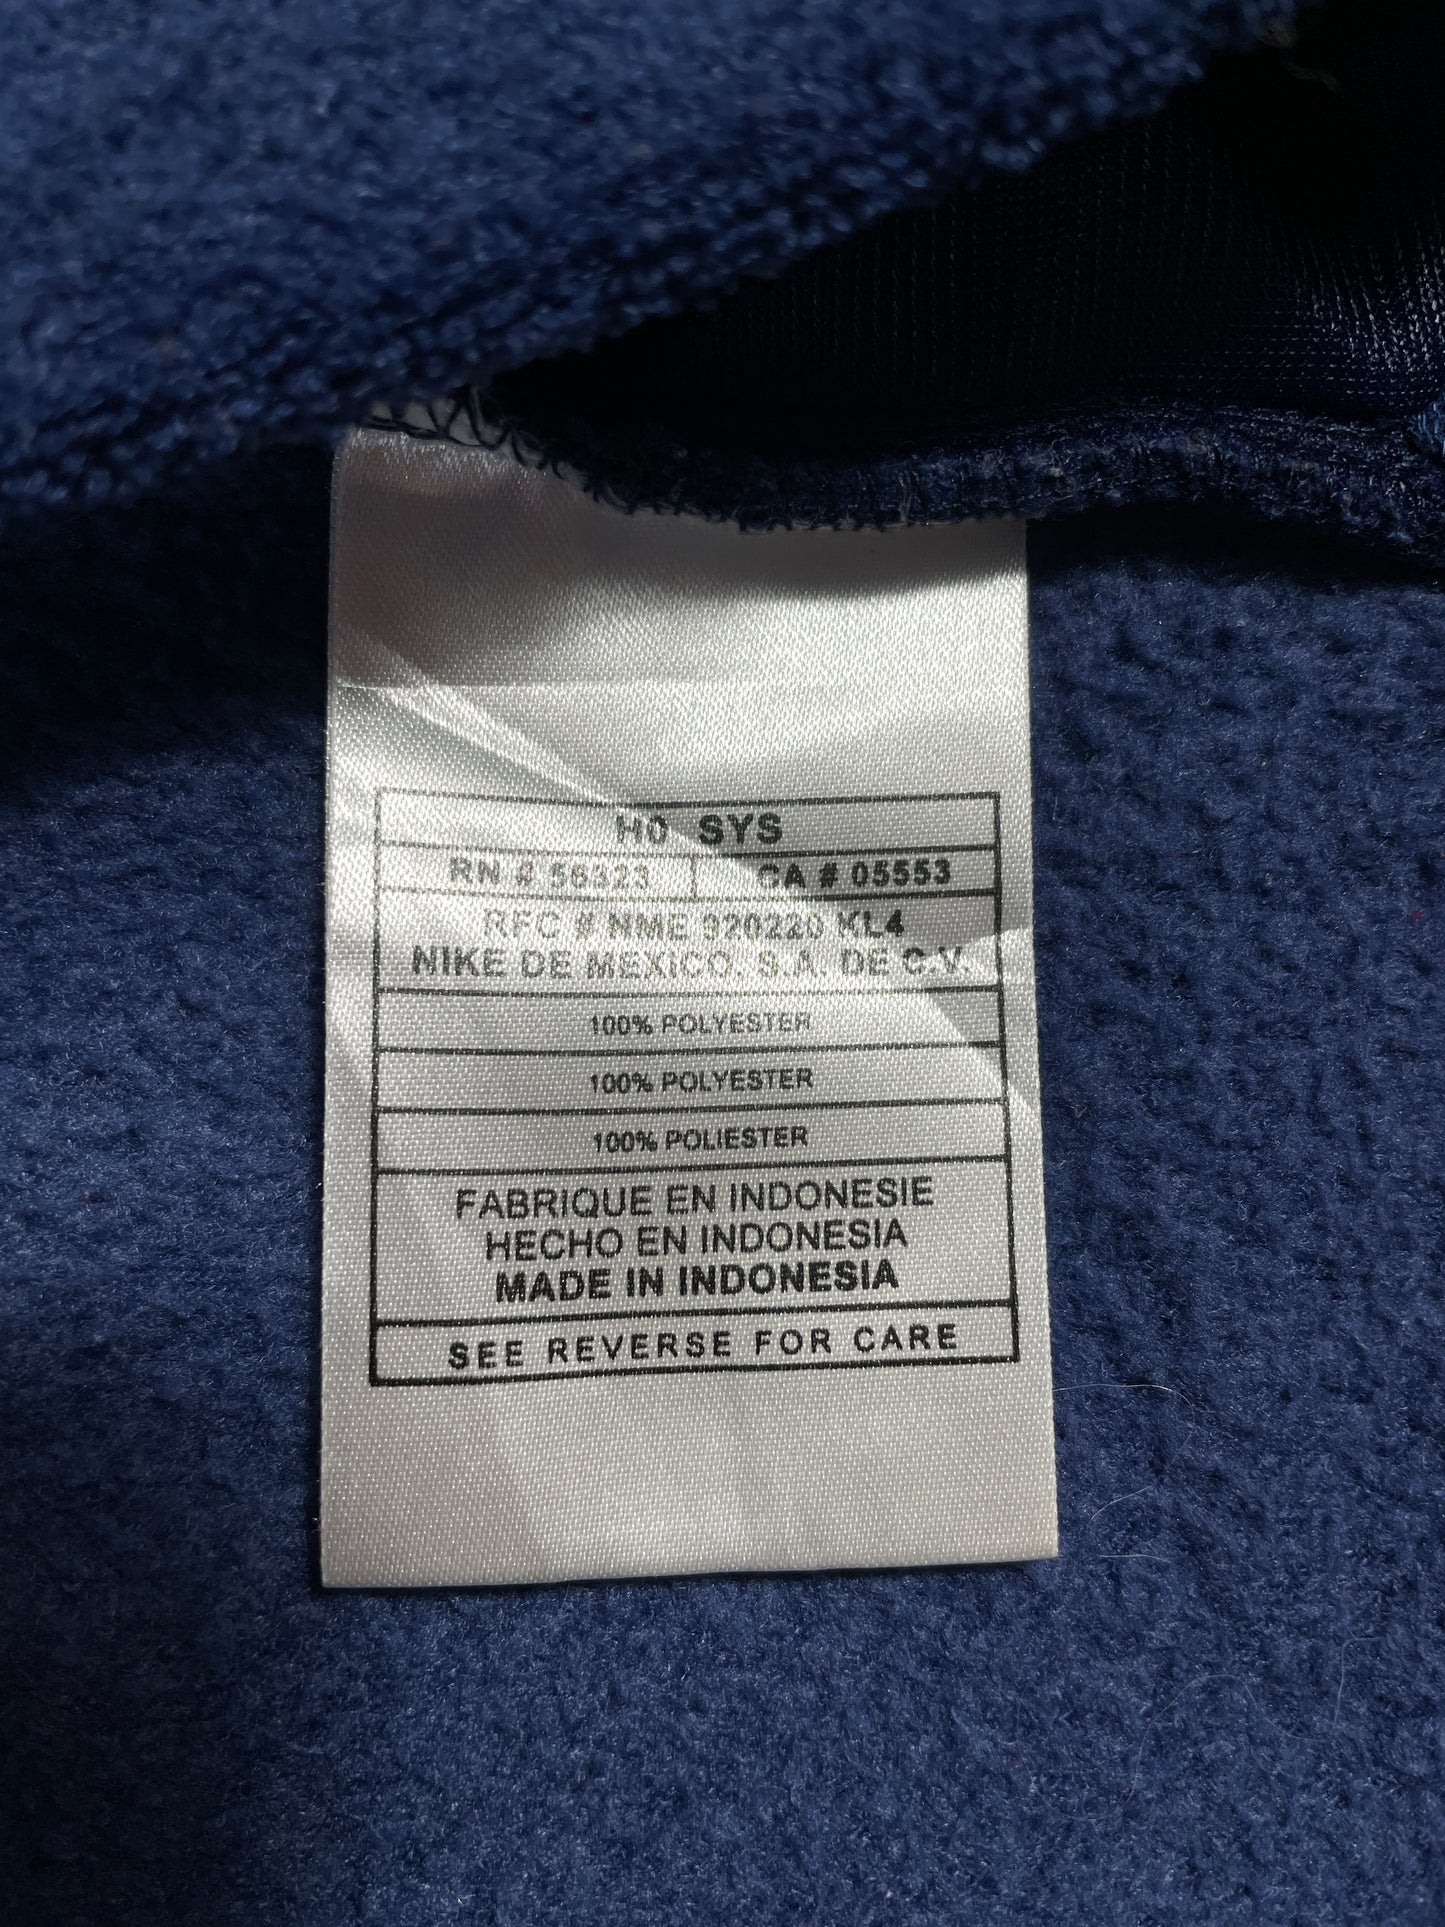 H0 SYS
RN # 56323 CA # 05553
RFC # NME 920220 KL4
NIKE DE MEXICO, S.A. DE C.V.
100% POLYESTER
100% POLYESTER
100% POLIESTER
FABRIQUE EN INDONESIE
HECHO EN INDONESIA
MADE IN INDONESIA
SEE REVERSE FOR CARE